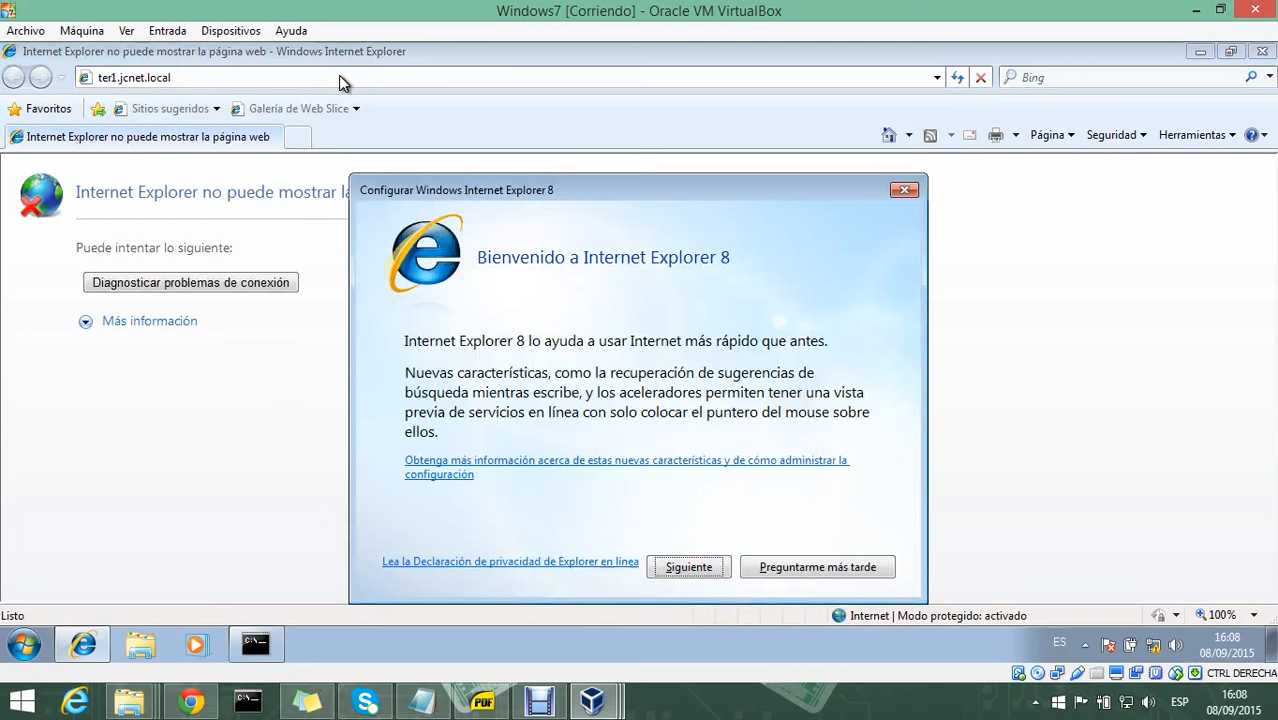 Windows7 [Corriendo] - Oracle VM VirtualBox
Archivo Máquina Ver Entrada Dispositivos Ayuda
Internet Explorer no puede mostrar la página web - Windows Internet Explorer
ter1.jcnet.local
Bing
Favoritos Sitios sugeridos Galería de Web Slice
Internet Explorer no puede mostrar la página web
Página Seguridad Herramientas
Internet Explorer no puede mostrar la
Puede intentar lo siguiente:
Diagnosticar problemas de conexión
Más información
Configurar Windows Internet Explorer 8
Bienvenido a Internet Explorer 8
Internet Explorer 8 lo ayuda a usar Internet más rápido que antes.
Nuevas características, como la recuperación de sugerencias de
búsqueda mientras escribe, y los aceleradores permiten tener una vista
previa de servicios en línea con solo colocar el puntero del mouse sobre
ellos.
Obtenga más información acerca de estas nuevas características y de cómo administrar la
configuración
Lea la Declaración de privacidad de Explorer en línea
Siguiente
Preguntarme más tarde
Listo
Internet | Modo protegido: activado
100%
ES
16:08
08/09/2015
CTRL DERECHA
PDF
ESP
16:08
08/09/2015